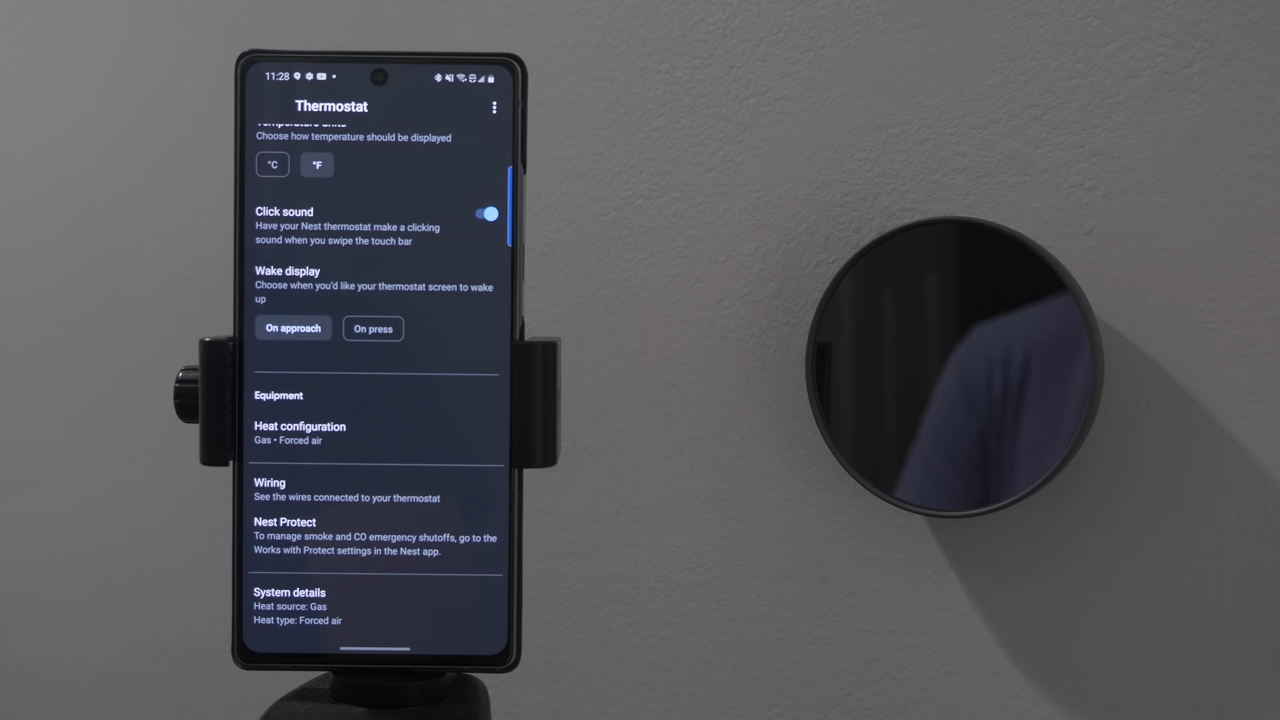 11:28
Thermostat
Temperature units
Choose how temperature should be displayed
°C °F
Click sound
Have your Nest thermostat make a clicking
sound when you swipe the touch bar
Wake display
Choose when you'd like your thermostat screen to wake
up
On approach On press
Equipment
Heat configuration
Gas • Forced air
Wiring
See the wires connected to your thermostat
Nest Protect
To manage smoke and CO emergency shutoffs, go to the
Works with Protect settings in the Nest app.
System details
Heat source: Gas
Heat type: Forced air